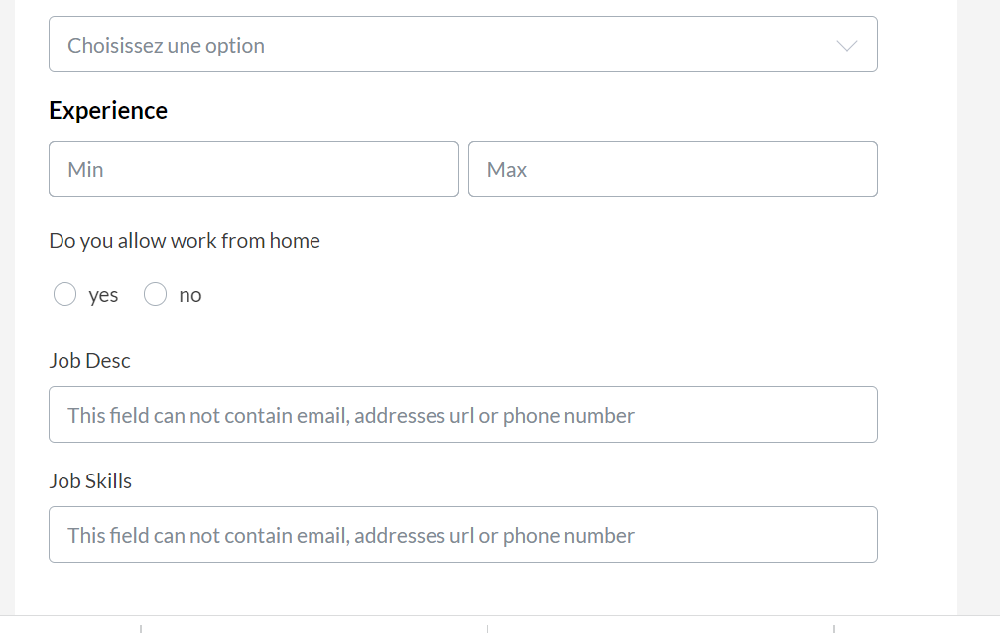 Choisissez une option
Experience
Min Max
Do you allow work from home
yes no
Job Desc
This field can not contain email, addresses url or phone number
Job Skills
This field can not contain email, addresses url or phone number